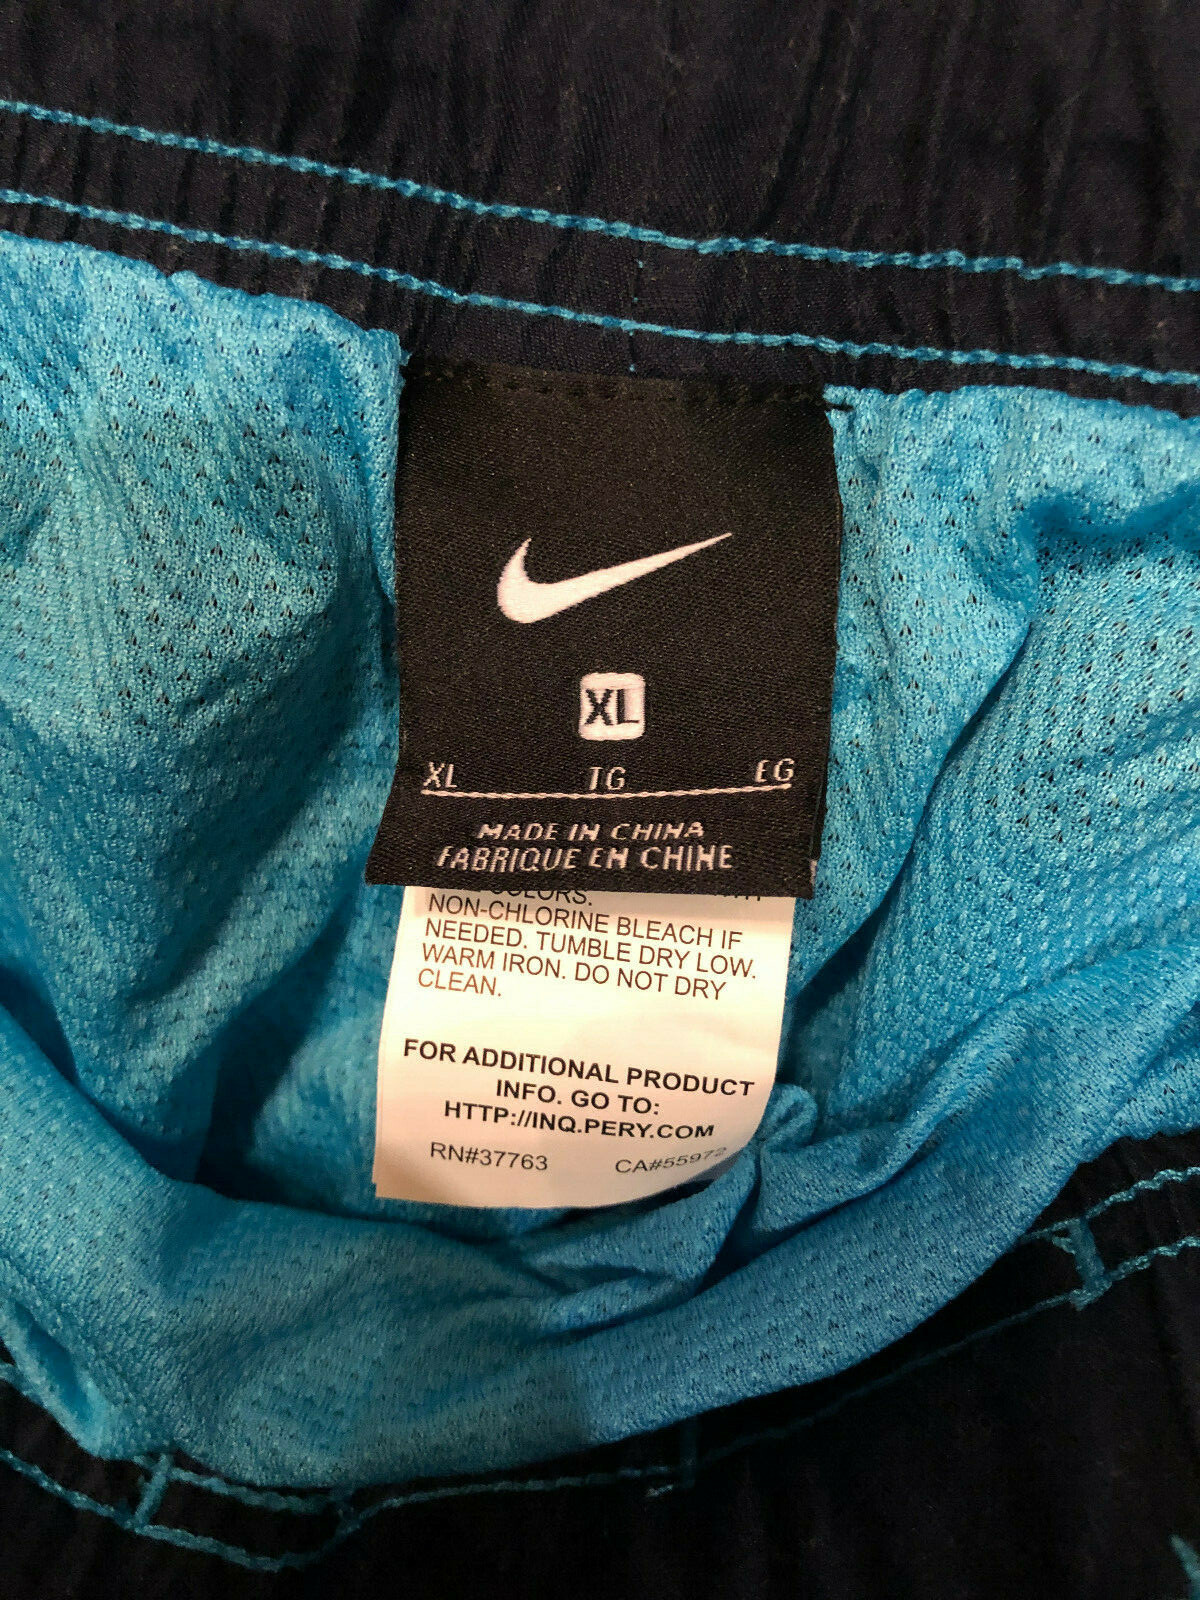 XL
XL TG EG
MADE IN CHINA
FABRIQUE EN CHINE
COLORS.
NON-CHLORINE BLEACH IF
NEEDED. TUMBLE DRY LOW.
WARM IRON. DO NOT DRY
CLEAN.
FOR ADDITIONAL PRODUCT
INFO. GO TO:
HTTP://INQ.PERY.COM
RN#37763 CA#55972